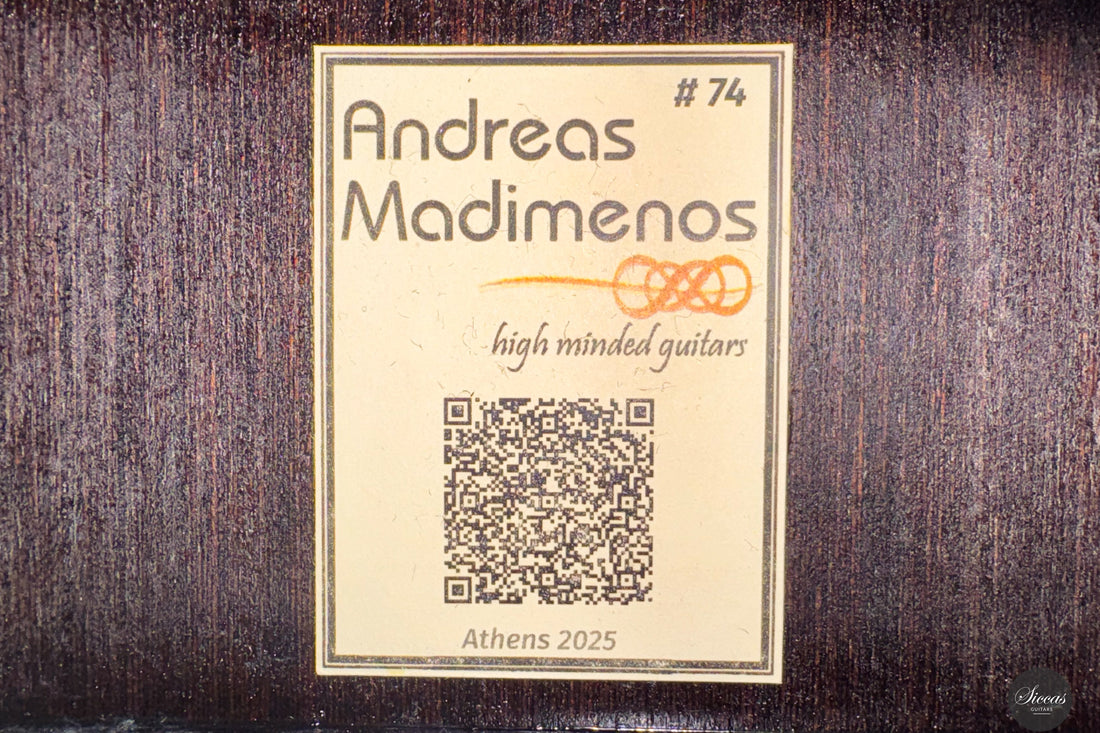 # 74
Andreas
Madimenos
high minded guitars
Athens 2025
Siccas
GUITARS